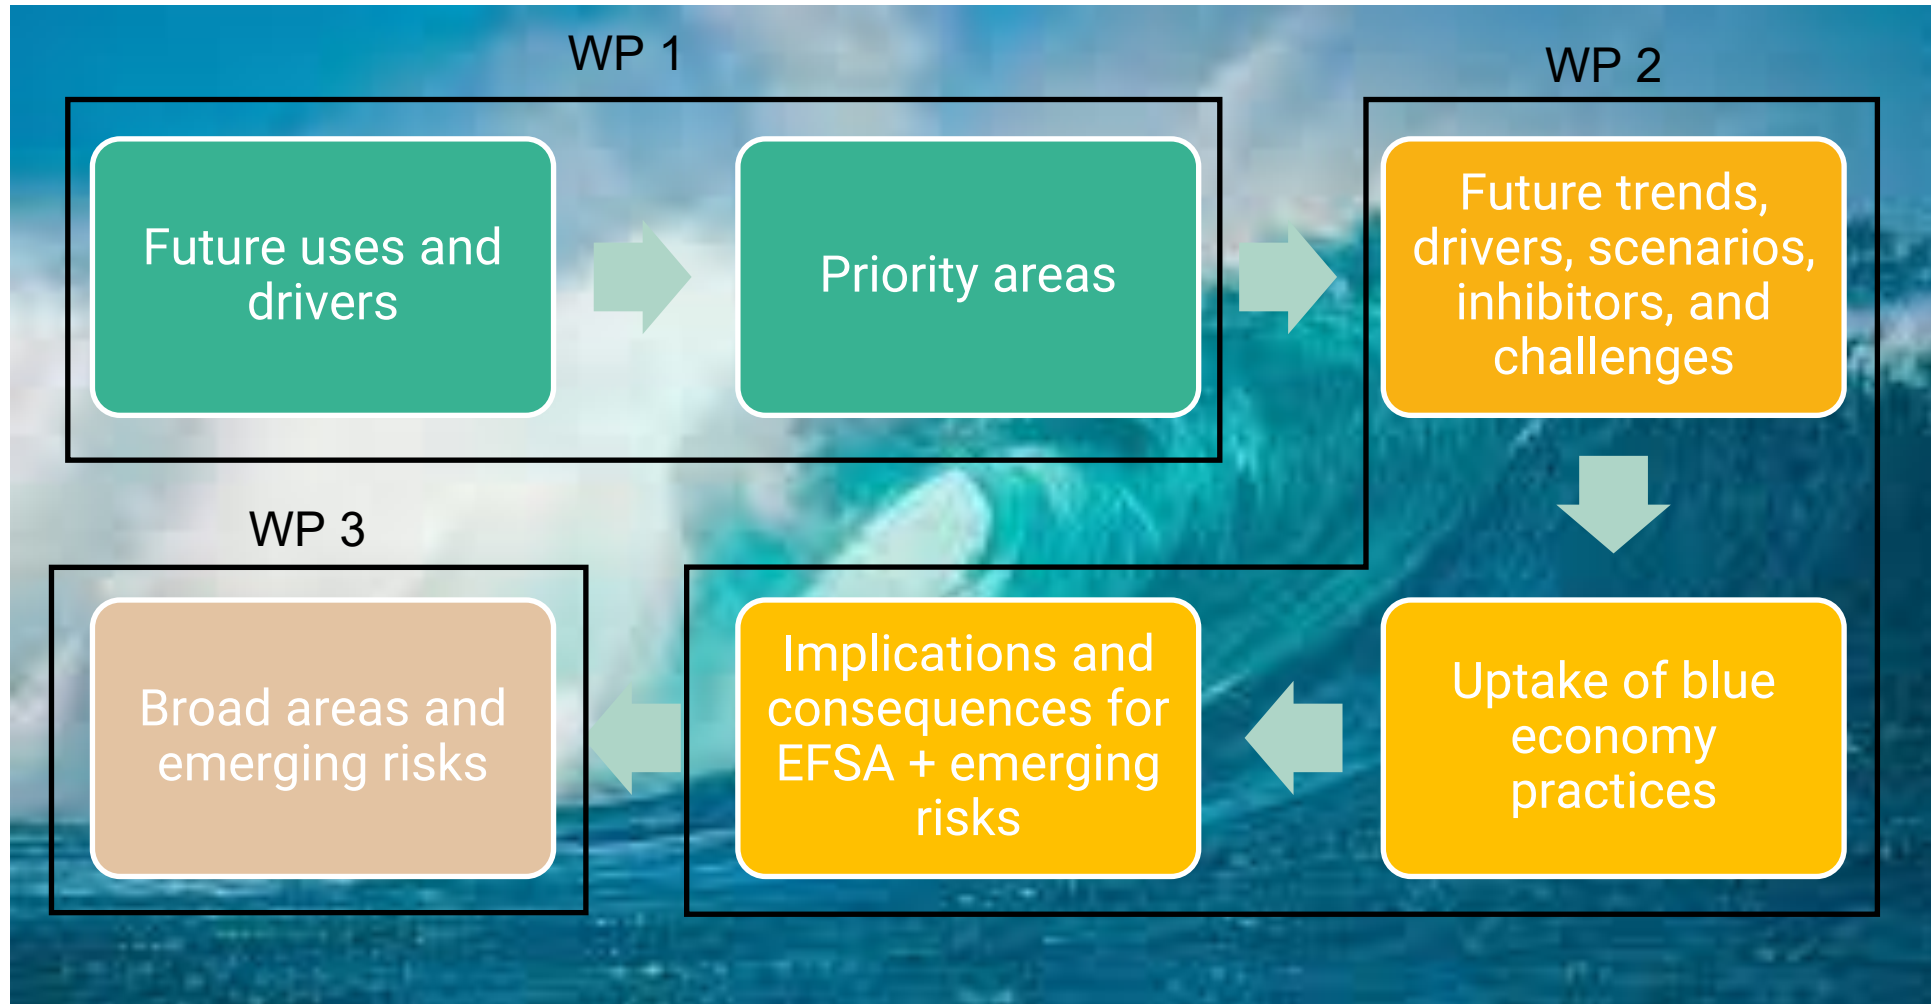 WP 1
Future uses and
drivers
Priority areas
WP 2
Future trends,
drivers, scenarios,
inhibitors, and
challenges
Uptake of blue
economy
practices
Implications and
consequences for
EFSA + emerging
risks
WP 3
Broad areas and
emerging risks